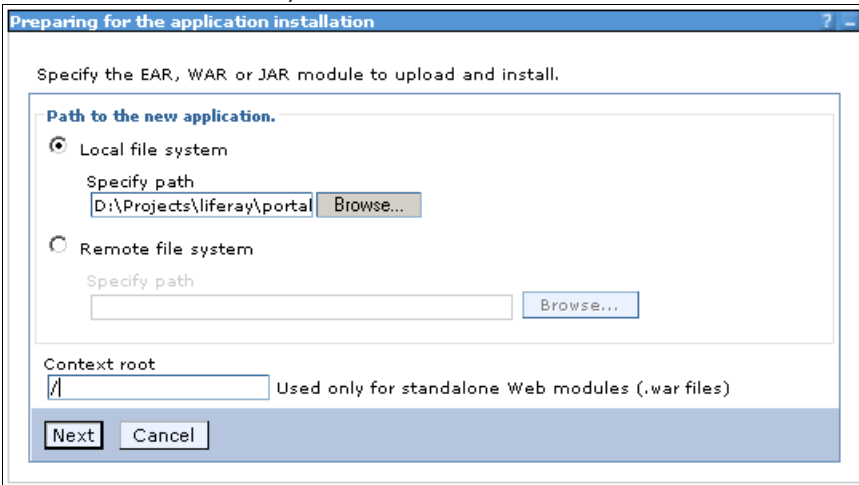 Preparing for the application installation ? –
Specify the EAR, WAR or JAR module to upload and install.
Path to the new application.
Local file system
Specify path
D:\Projects\liferay\portal Browse...
Remote file system
Specify path
Browse...
Context root
/ Used only for standalone Web modules (.war files)
Next Cancel